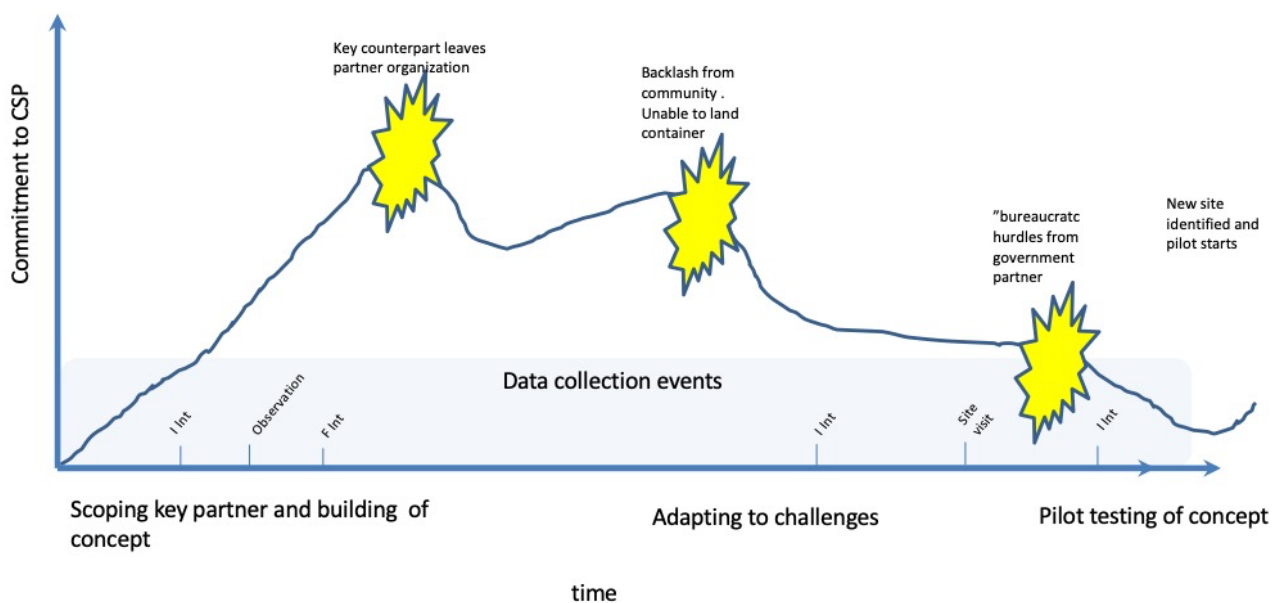 Key counterpart leaves
partner organization
Backlash from
community .
Unable to land
container
"bureaucratc
hurdles from
government
partner
New site
identified and
pilot starts
Commitment to CSP
Data collection events
I Int
Observation
F Int
I Int
Site
visit
I Int
Scoping key partner and building of
concept
Adapting to challenges
Pilot testing of concept
time